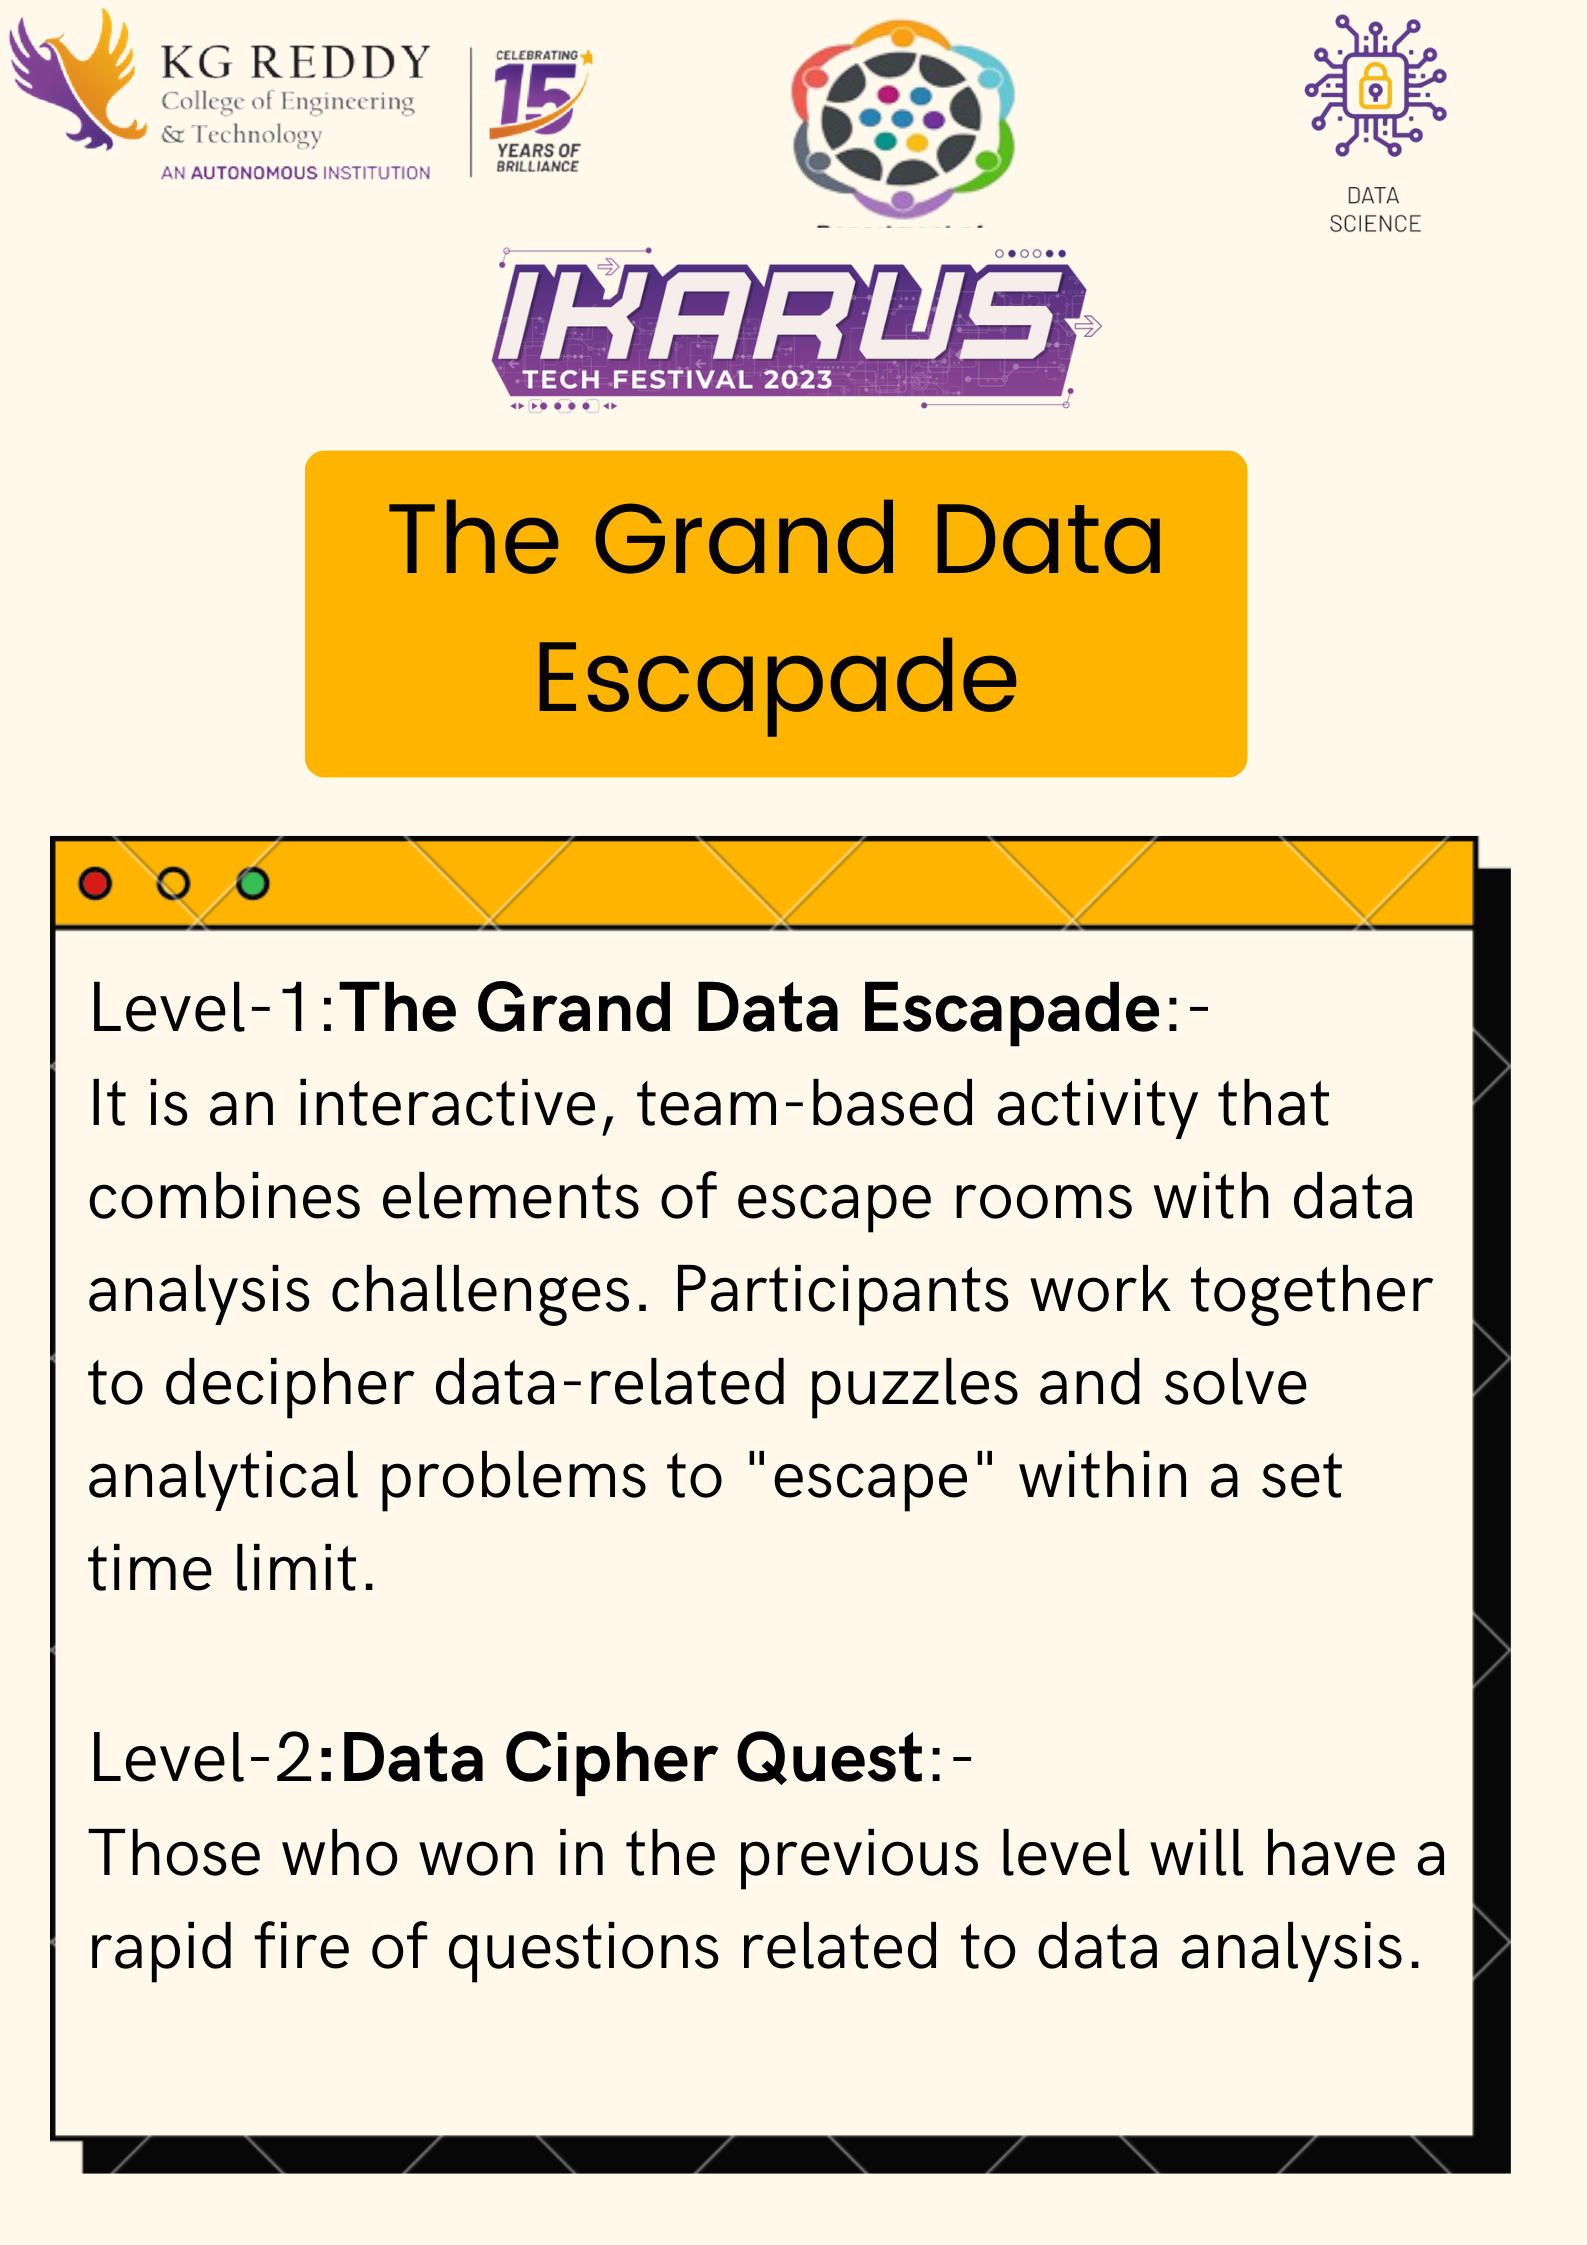 KG REDDY
College of Engineering
& Technology
AN AUTONOMOUS INSTITUTION
CELEBRATING
15
YEARS OF
BRILLIANCE
DATA
SCIENCE
IKARUS
TECH FESTIVAL 2023
The Grand Data
Escapade
Level-1:The Grand Data Escapade:-
It is an interactive, team-based activity that
combines elements of escape rooms with data
analysis challenges. Participants work together
to decipher data-related puzzles and solve
analytical problems to "escape" within a set
time limit.
Level-2:Data Cipher Quest:-
Those who won in the previous level will have a
rapid fire of questions related to data analysis.